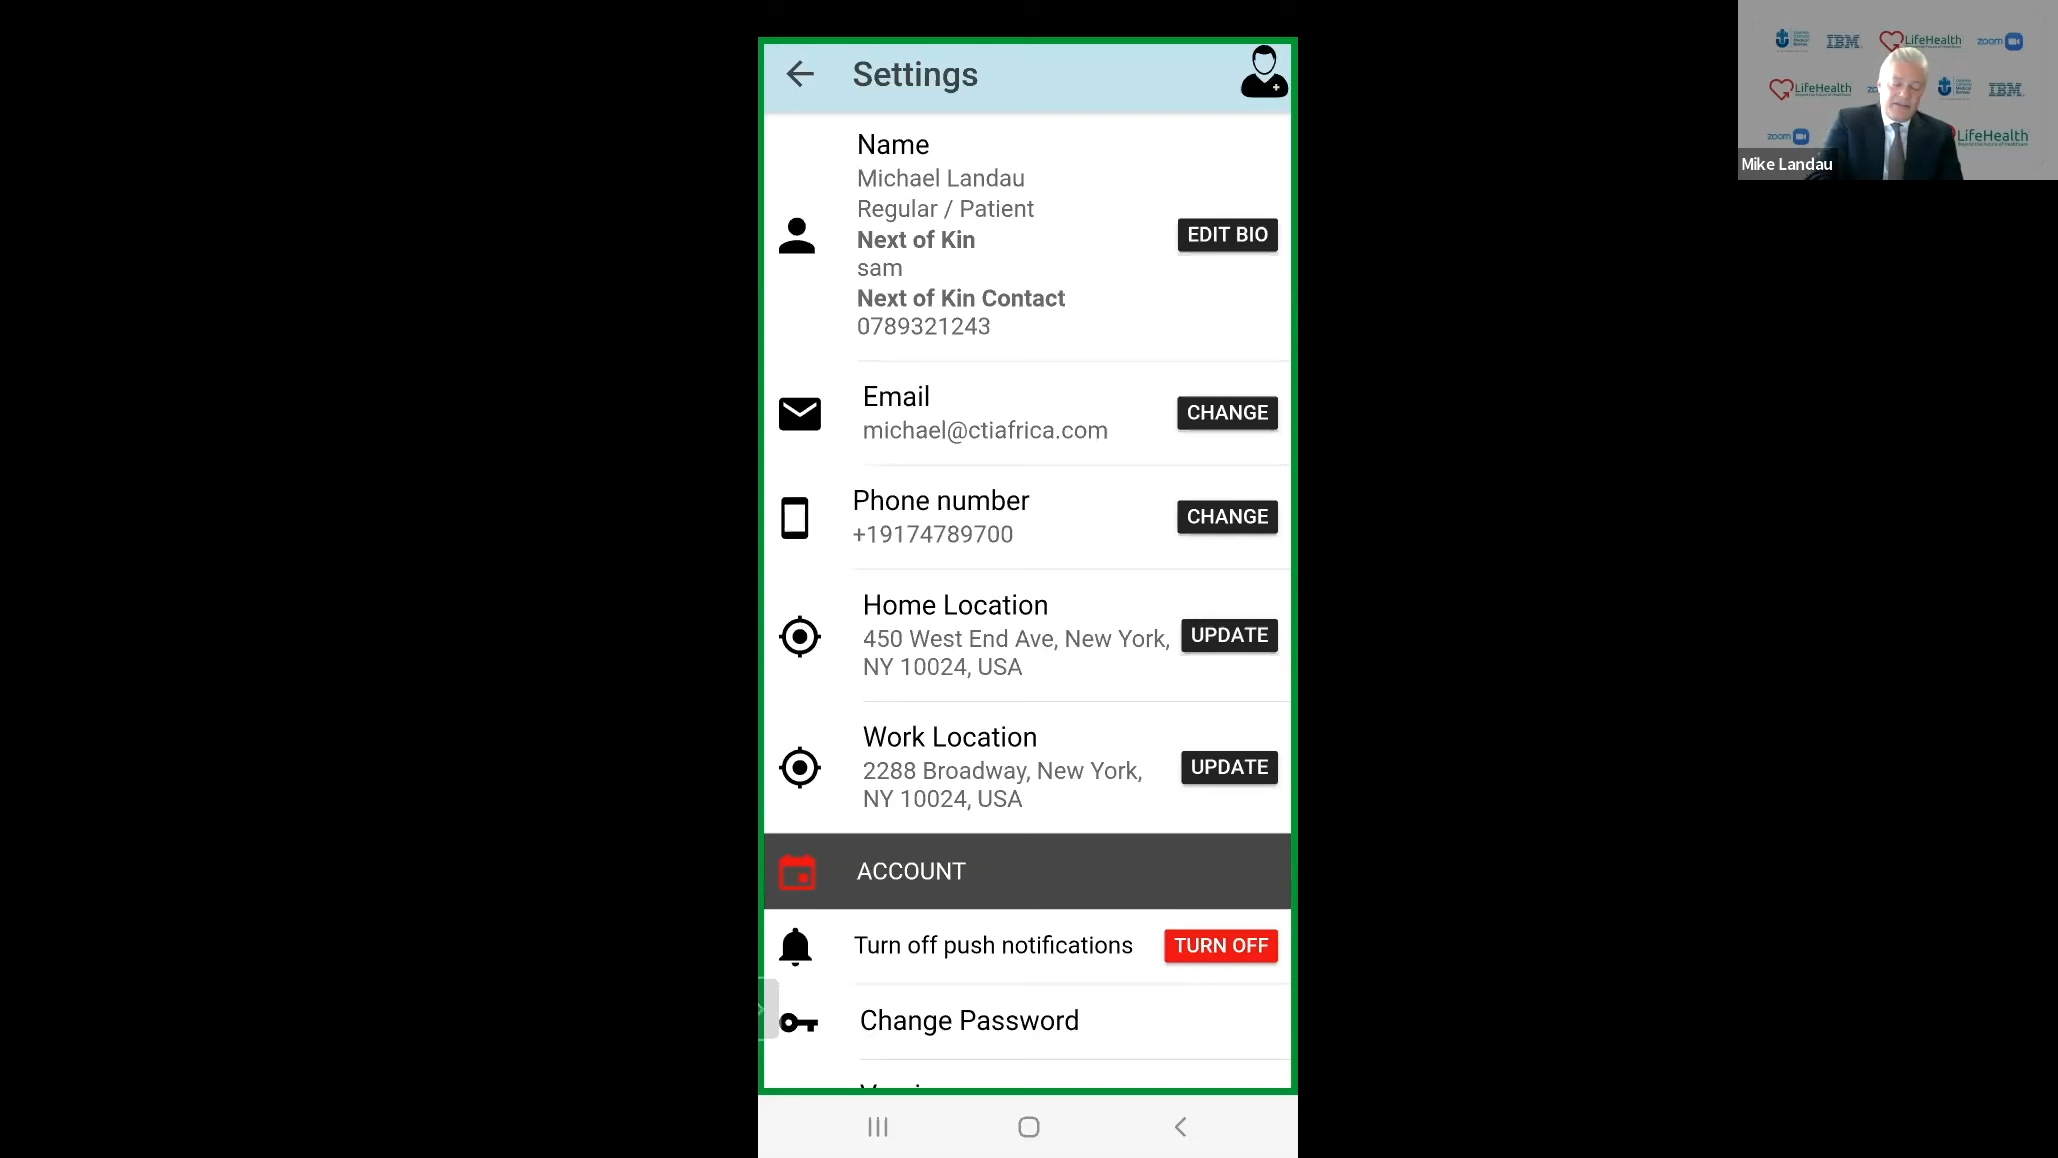 Settings
Name
Michael Landau
Regular / Patient
Next of Kin
sam
Next of Kin Contact
0789321243
EDIT BIO
Email
michael@ctiafrica.com
CHANGE
Phone number
+19174789700
CHANGE
Home Location
450 West End Ave, New York,
NY 10024, USA
UPDATE
Work Location
2288 Broadway, New York,
NY 10024, USA
UPDATE
ACCOUNT
Turn off push notifications
TURN OFF
Change Password
IBM
LifeHealth
zoom
LifeHealth
IBM
zoom
LifeHealth
Mike Landau